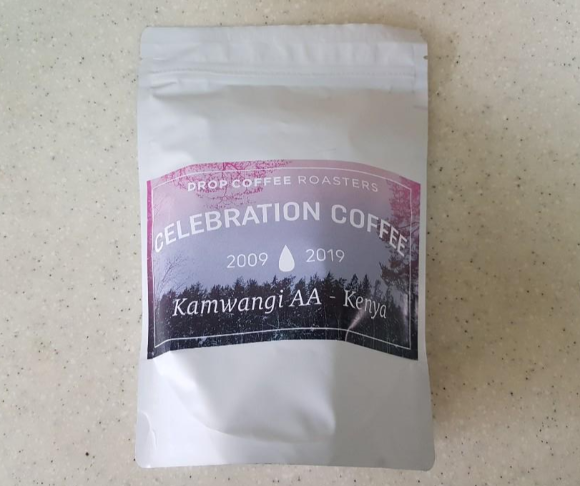 DROP COFFEE ROASTERS
CELEBRATION COFFEE
2009 2019
Kamwangi AA - Kenya